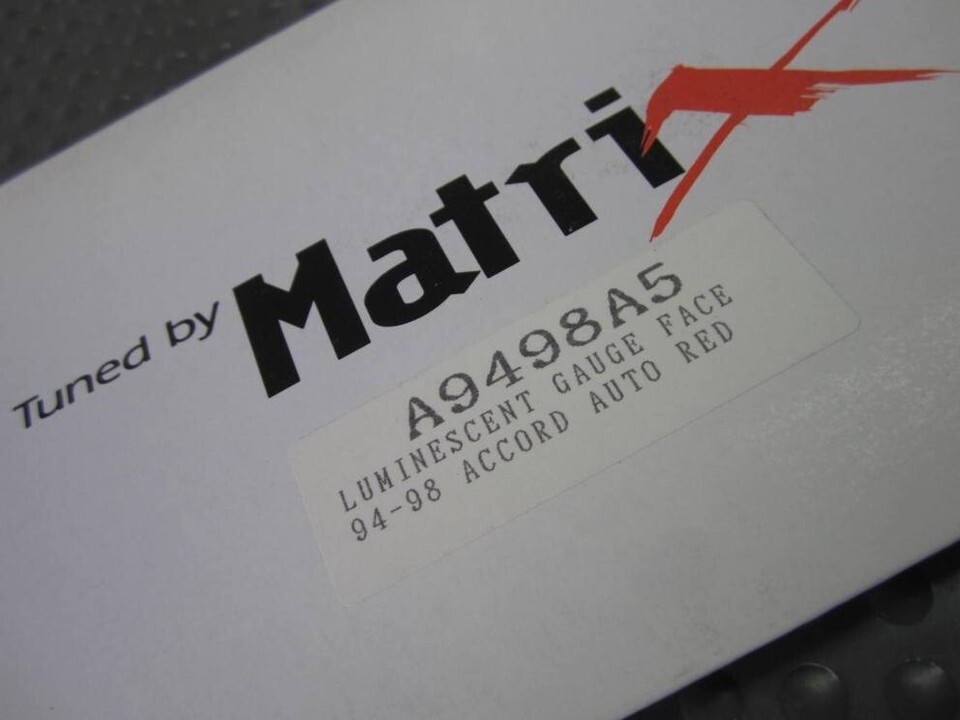 Tuned by MatriX
A9498A5
LUMINESCENT GAUGE FACE
94-98 ACCORD AUTO RED